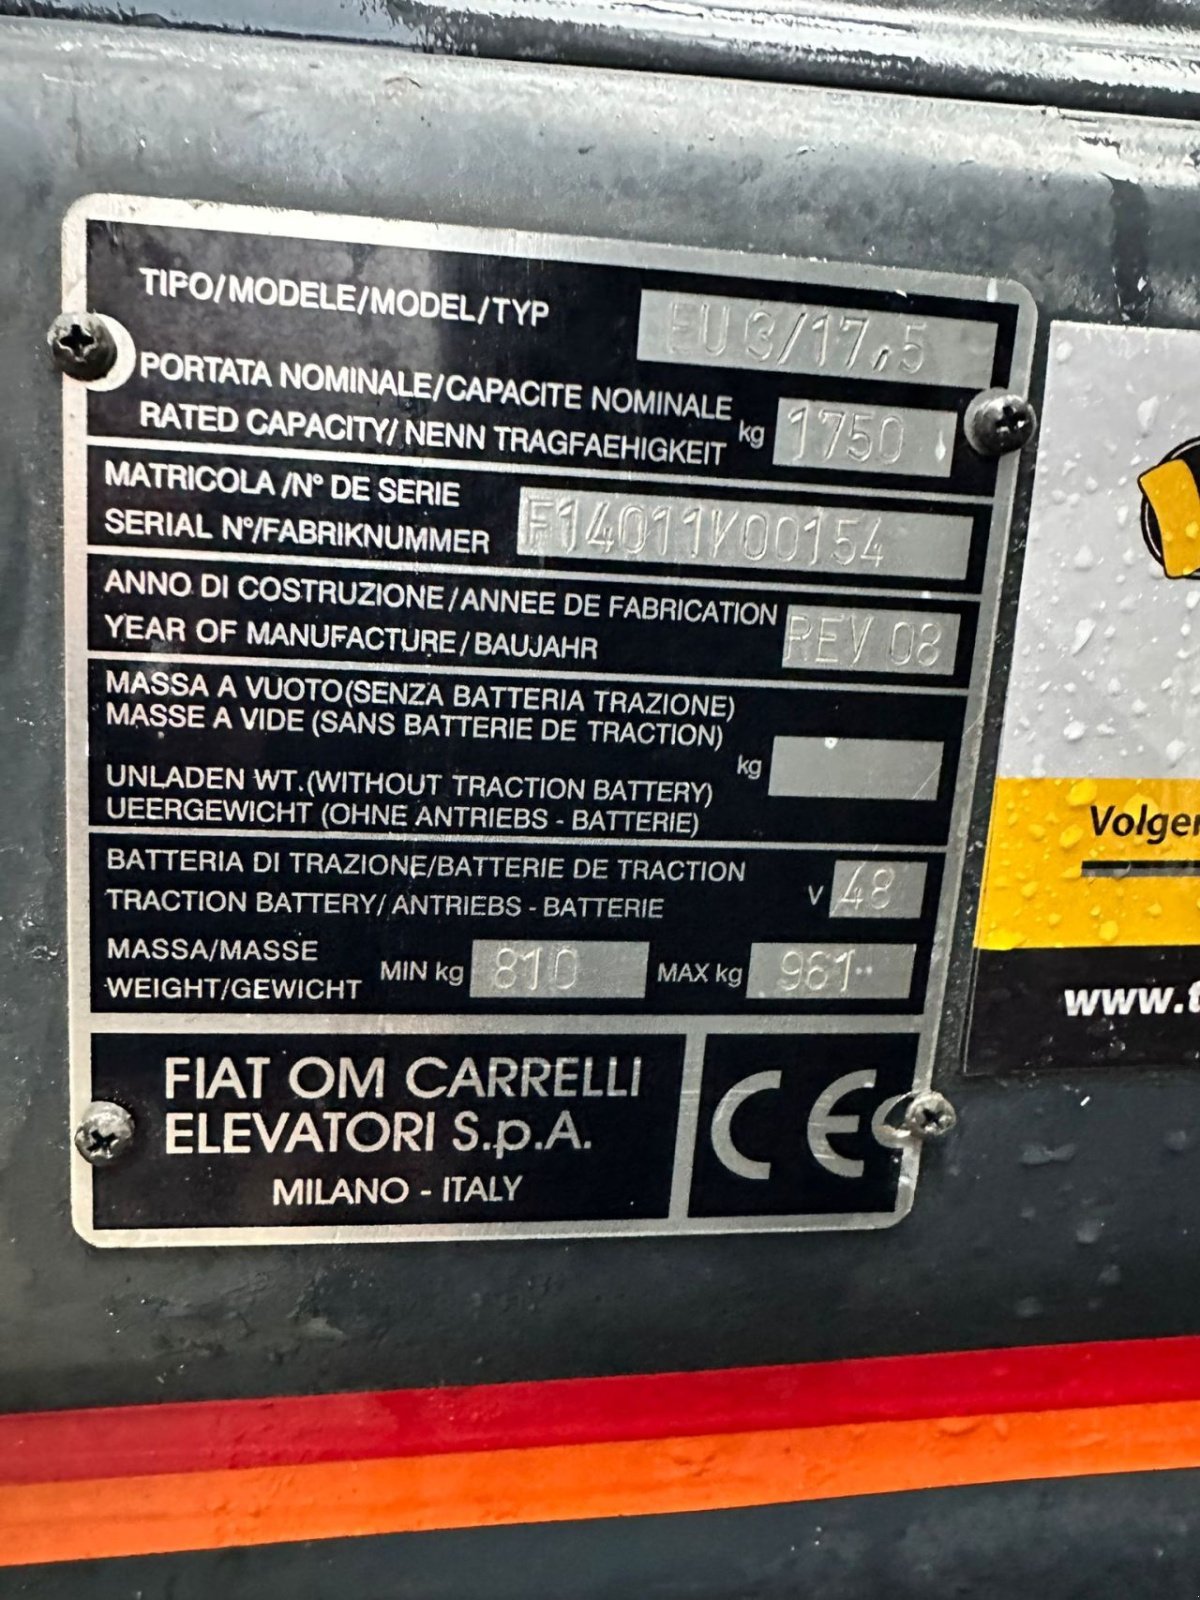 TIPO/MODELE/MODEL/TYP EU 3/17,5
PORTATA NOMINALE/CAPACITE NOMINALE
RATED CAPACITY/ NENN TRAGFAEHIGKEIT kg 1750
MATRICOLA /N° DE SERIE
SERIAL N°/FABRIKNUMMER F14011V00154
ANNO DI COSTRUZIONE/ANNEE DE FABRICATION
YEAR OF MANUFACTURE/BAUJAHR REV 08
MASSA A VUOTO(SENZA BATTERIA TRAZIONE)
MASSE A VIDE (SANS BATTERIE DE TRACTION)
kg
UNLADEN WT.(WITHOUT TRACTION BATTERY)
UEERGEWICHT (OHNE ANTRIEBS - BATTERIE)
BATTERIA DI TRAZIONE/BATTERIE DE TRACTION
TRACTION BATTERY/ ANTRIEBS - BATTERIE V 48
MASSA/MASSE
WEIGHT/GEWICHT MIN kg 810 MAX kg 961
FIAT OM CARRELLI
ELEVATORI S.p.A.
MILANO - ITALY
CE
Volger
www.t